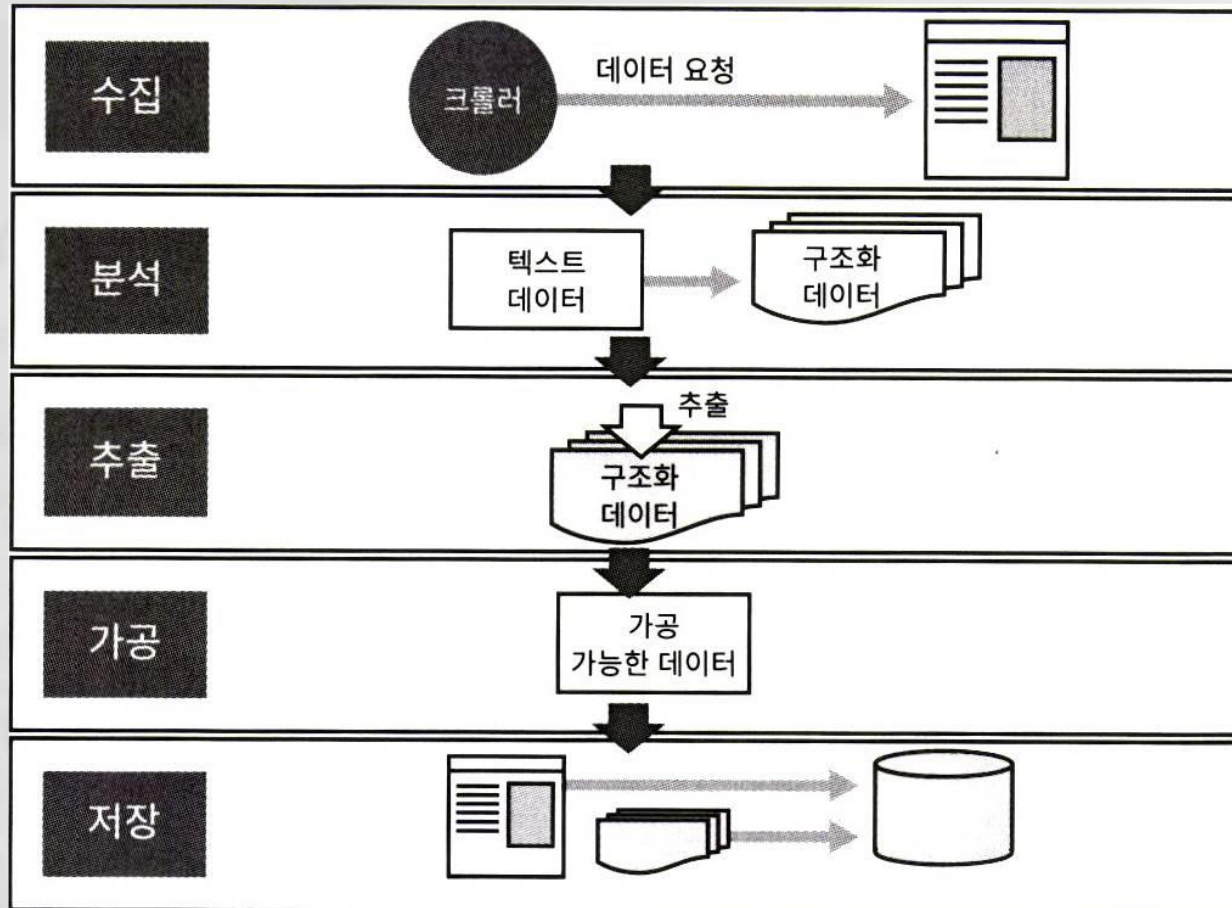 수집
크롤러
데이터 요청
분석
텍스트
데이터
구조화
데이터
추출
추출
구조화
데이터
가공
가공
가능한 데이터
저장